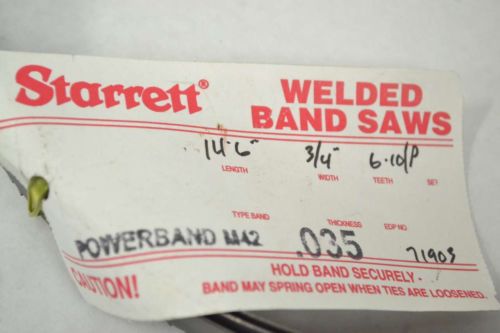 Starrett® WELDED
BAND SAWS
14-6" 3/4" 6-10/P
LENGTH WIDTH TEETH SET
TYPE BAND THICKNESS EDP NO
POWERBAND M42 .035 71903
CAUTION! HOLD BAND SECURELY.
BAND MAY SPRING OPEN WHEN TIES ARE LOOSENED.